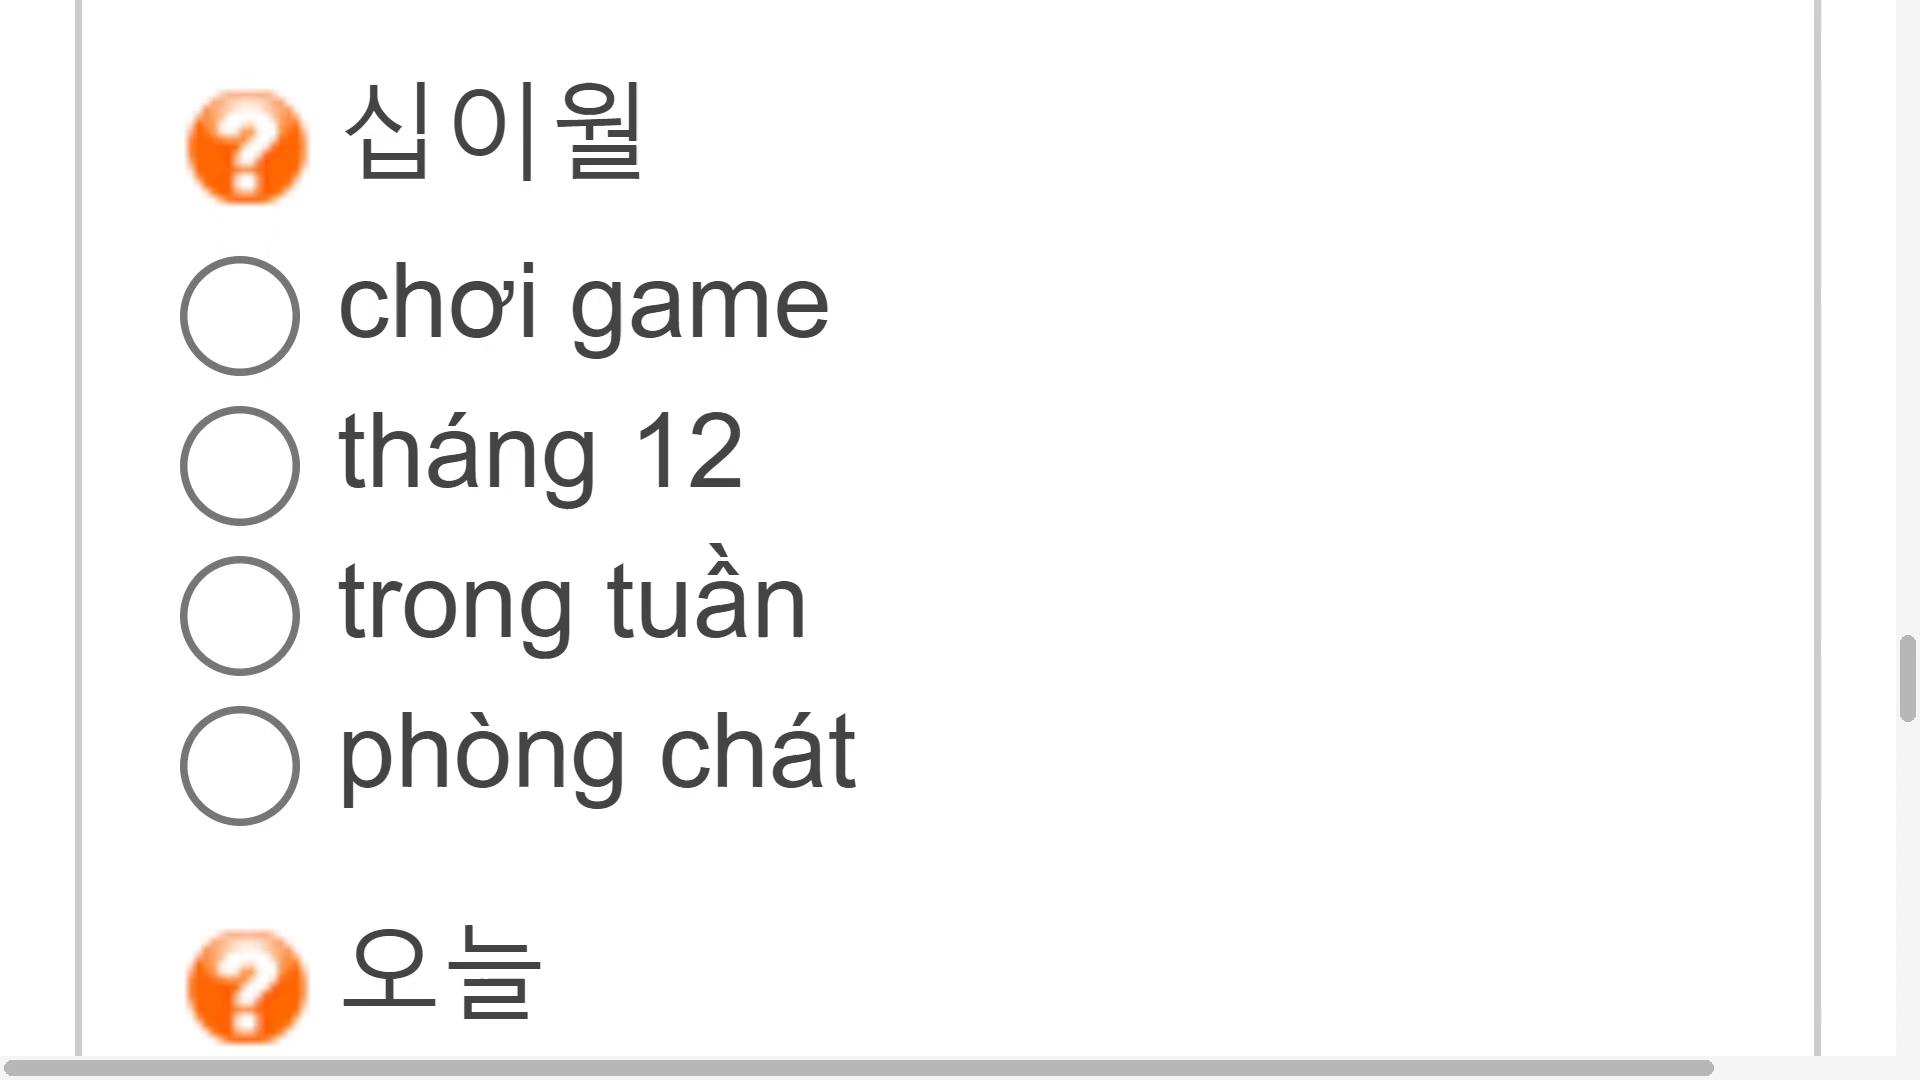 십이월
chơi game
tháng 12
trong tuần
phòng chát
오늘